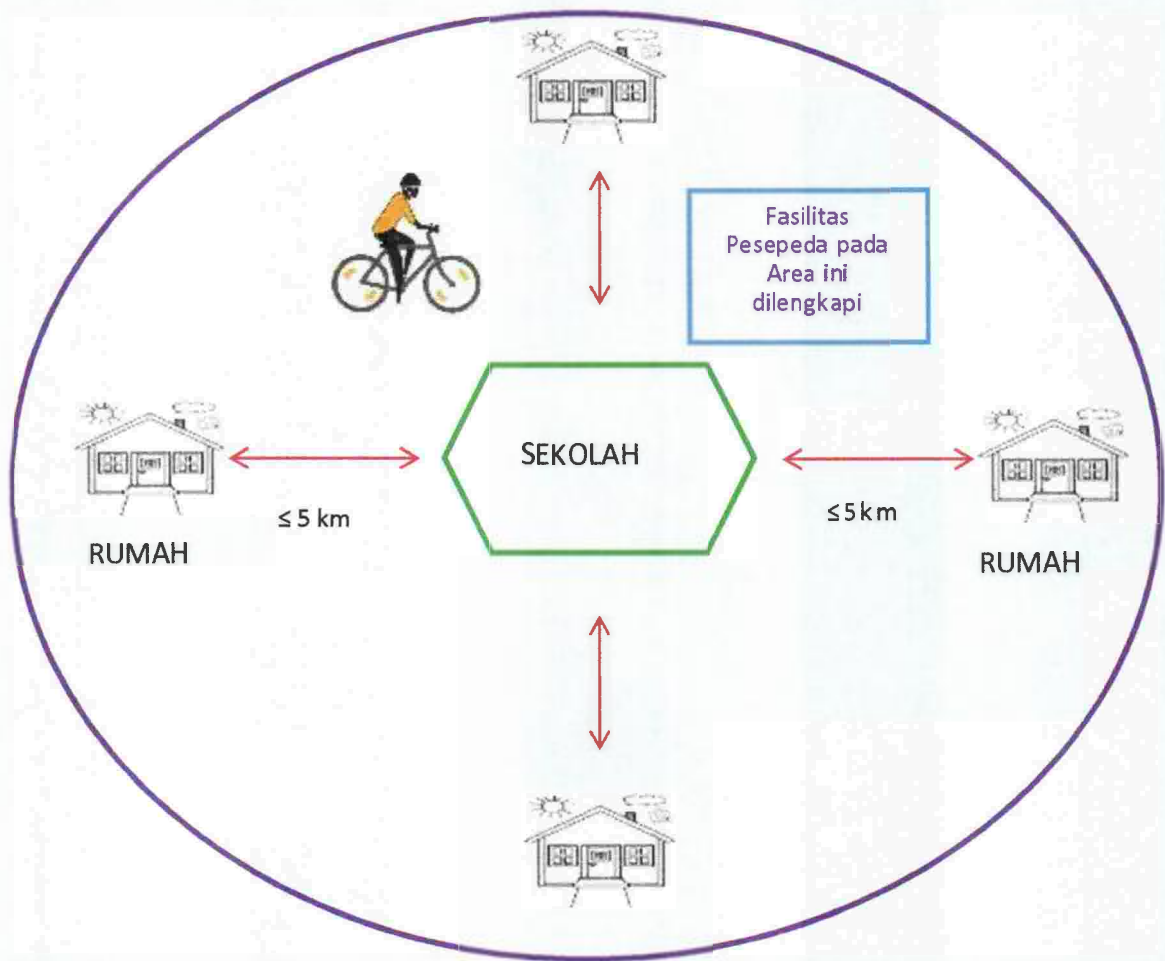 Fasilitas
Pesepeda pada
Area ini
dilengkapi
SEKOLAH
≤ 5 km
≤ 5 km
RUMAH
RUMAH